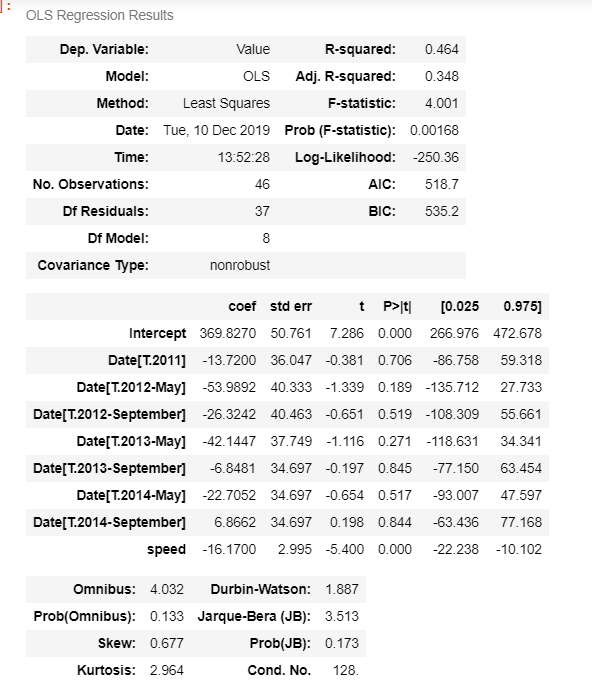 ]:
OLS Regression Results
Dep. Variable: Value R-squared: 0.464
Model: OLS Adj. R-squared: 0.348
Method: Least Squares F-statistic: 4.001
Date: Tue, 10 Dec 2019 Prob (F-statistic): 0.00168
Time: 13:52:28 Log-Likelihood: -250.36
No. Observations: 46 AIC: 518.7
Df Residuals: 37 BIC: 535.2
Df Model: 8
Covariance Type: nonrobust
coef std err t P>|t| [0.025 0.975]
Intercept 369.8270 50.761 7.286 0.000 266.976 472.678
Date[T.2011] -13.7200 36.047 -0.381 0.706 -86.758 59.318
Date[T.2012-May] -53.9892 40.333 -1.339 0.189 -135.712 27.733
Date[T.2012-September] -26.3242 40.463 -0.651 0.519 -108.309 55.661
Date[T.2013-May] -42.1447 37.749 -1.116 0.271 -118.631 34.341
Date[T.2013-September] -6.8481 34.697 -0.197 0.845 -77.150 63.454
Date[T.2014-May] -22.7052 34.697 -0.654 0.517 -93.007 47.597
Date[T.2014-September] 6.8662 34.697 0.198 0.844 -63.436 77.168
speed -16.1700 2.995 -5.400 0.000 -22.238 -10.102
Omnibus: 4.032 Durbin-Watson: 1.887
Prob(Omnibus): 0.133 Jarque-Bera (JB): 3.513
Skew: 0.677 Prob(JB): 0.173
Kurtosis: 2.964 Cond. No. 128.